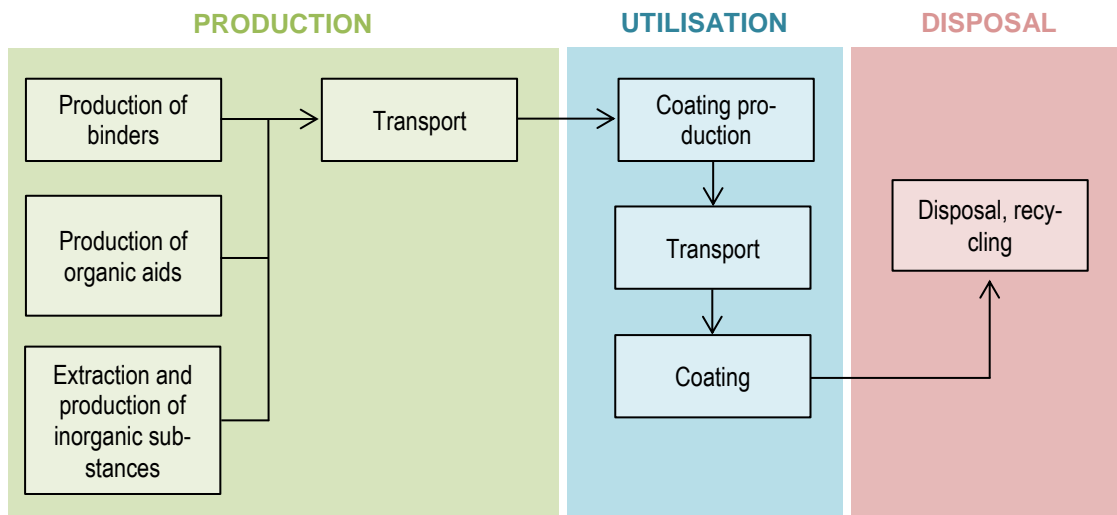 PRODUCTION
UTILISATION
DISPOSAL
Production of
binders
Transport
Coating pro-
duction
Production of
organic aids
Transport
Disposal, recy-
cling
Extraction and
production of
inorganic sub-
stances
Coating